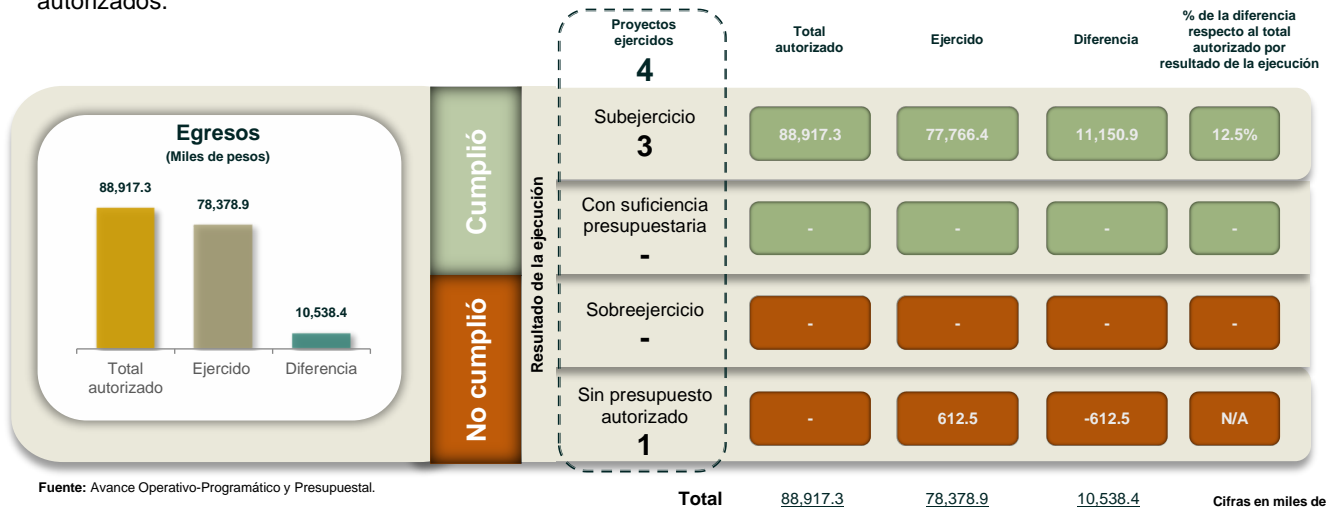 autorizados.
Proyectos
ejercidos
4
Total
autorizado
Ejercido
Diferencia
% de la diferencia
respecto al total
autorizado por
resultado de la ejecución
Egresos
(Miles de pesos)
88,917.3
78,378.9
10,538.4
Total
autorizado
Ejercido
Diferencia
Cumplió
No cumplió
Resultado de la ejecución
Subejercicio
3
88,917.3
77,766.4
11,150.9
12.5%
Con suficiencia
presupuestaria
-
-
-
-
-
Sobreejercicio
-
-
-
-
-
Sin presupuesto
autorizado
1
-
612.5
-612.5
N/A
Fuente: Avance Operativo-Programático y Presupuestal.
Total 88,917.3 78,378.9 10,538.4 Cifras en miles de